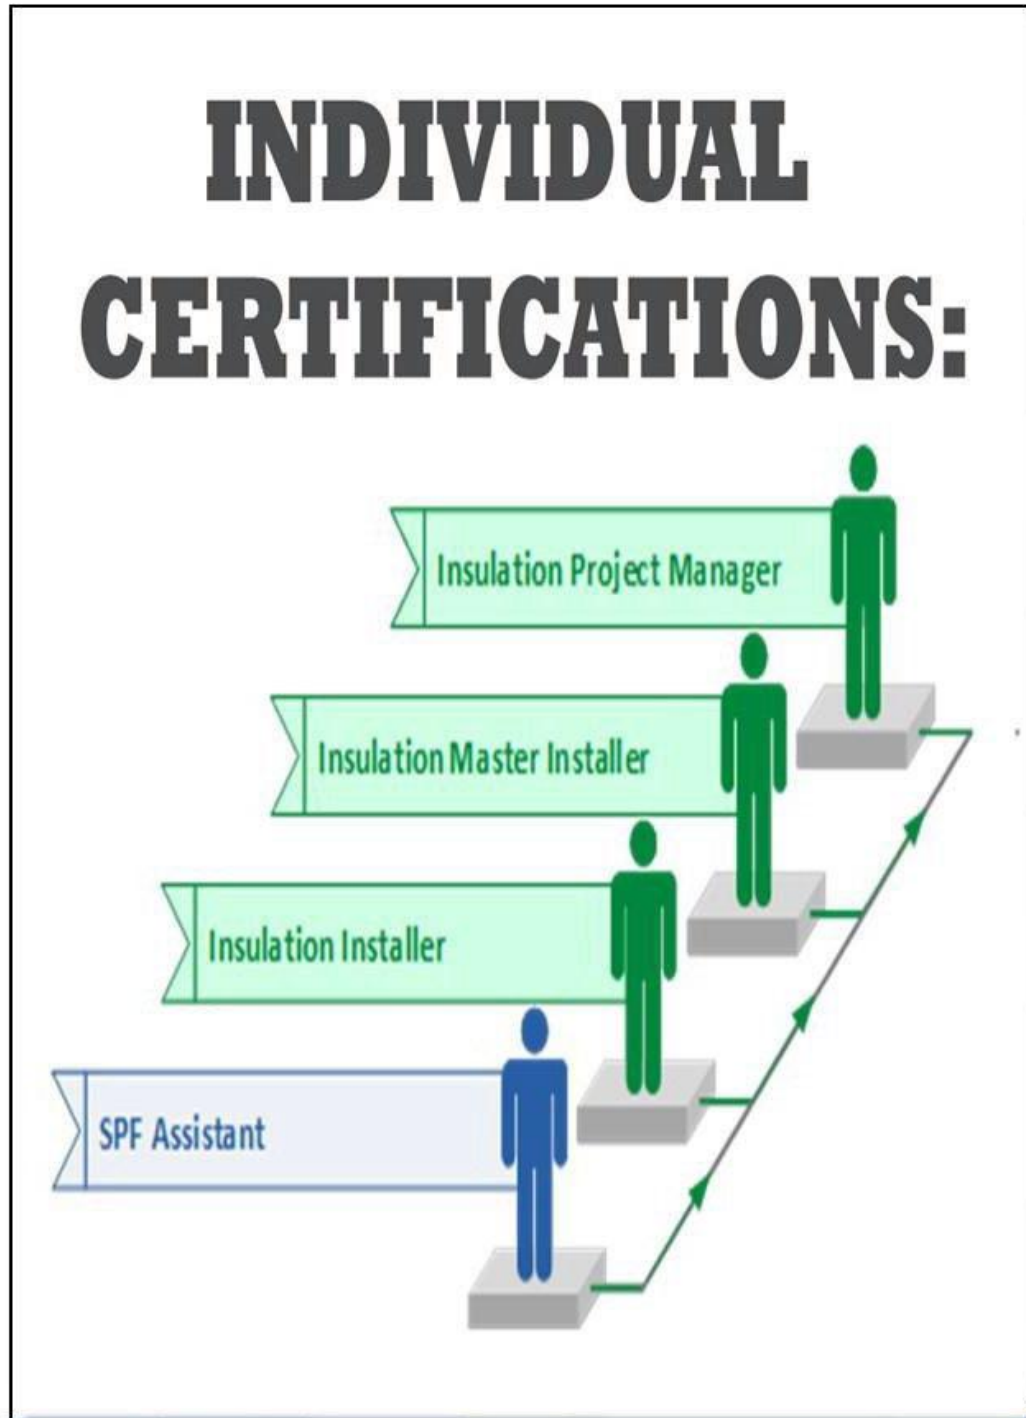 INDIVIDUAL
CERTIFICATIONS:
Insulation Project Manager
Insulation Master Installer
Insulation Installer
SPF Assistant